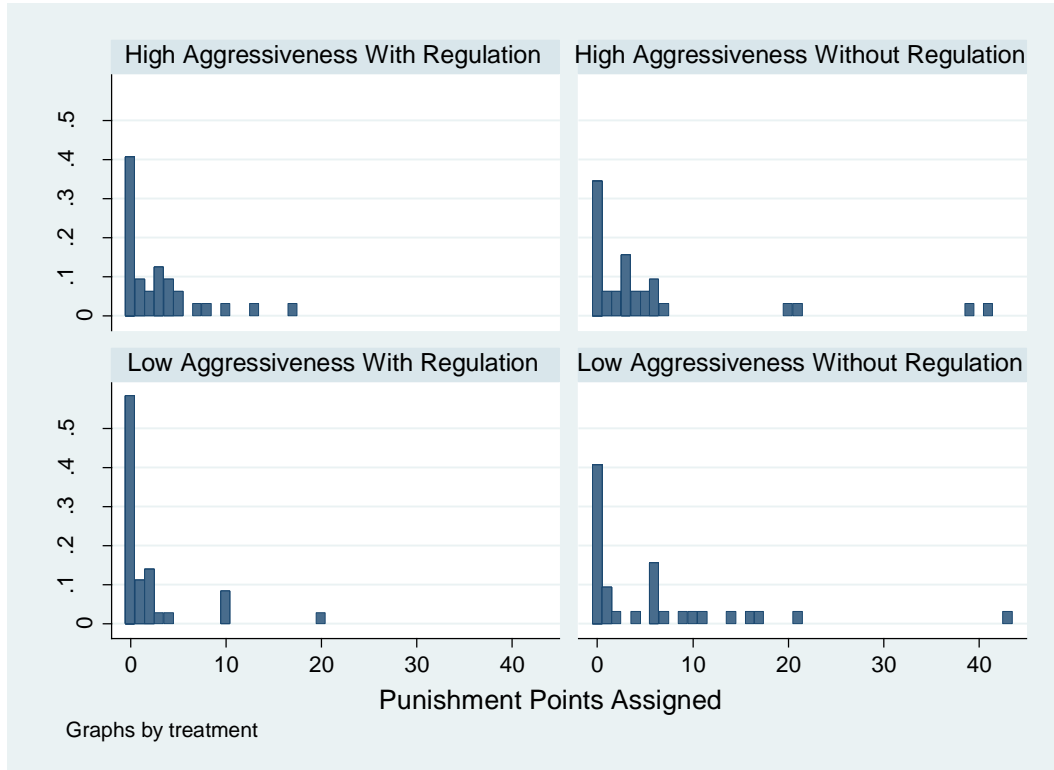 High Aggressiveness With Regulation
High Aggressiveness Without Regulation
.5
.4
.3
.2
.1
0
Low Aggressiveness With Regulation
Low Aggressiveness Without Regulation
.5
.4
.3
.2
.1
0
0 10 20 30 40
0 10 20 30 40
Punishment Points Assigned
Graphs by treatment